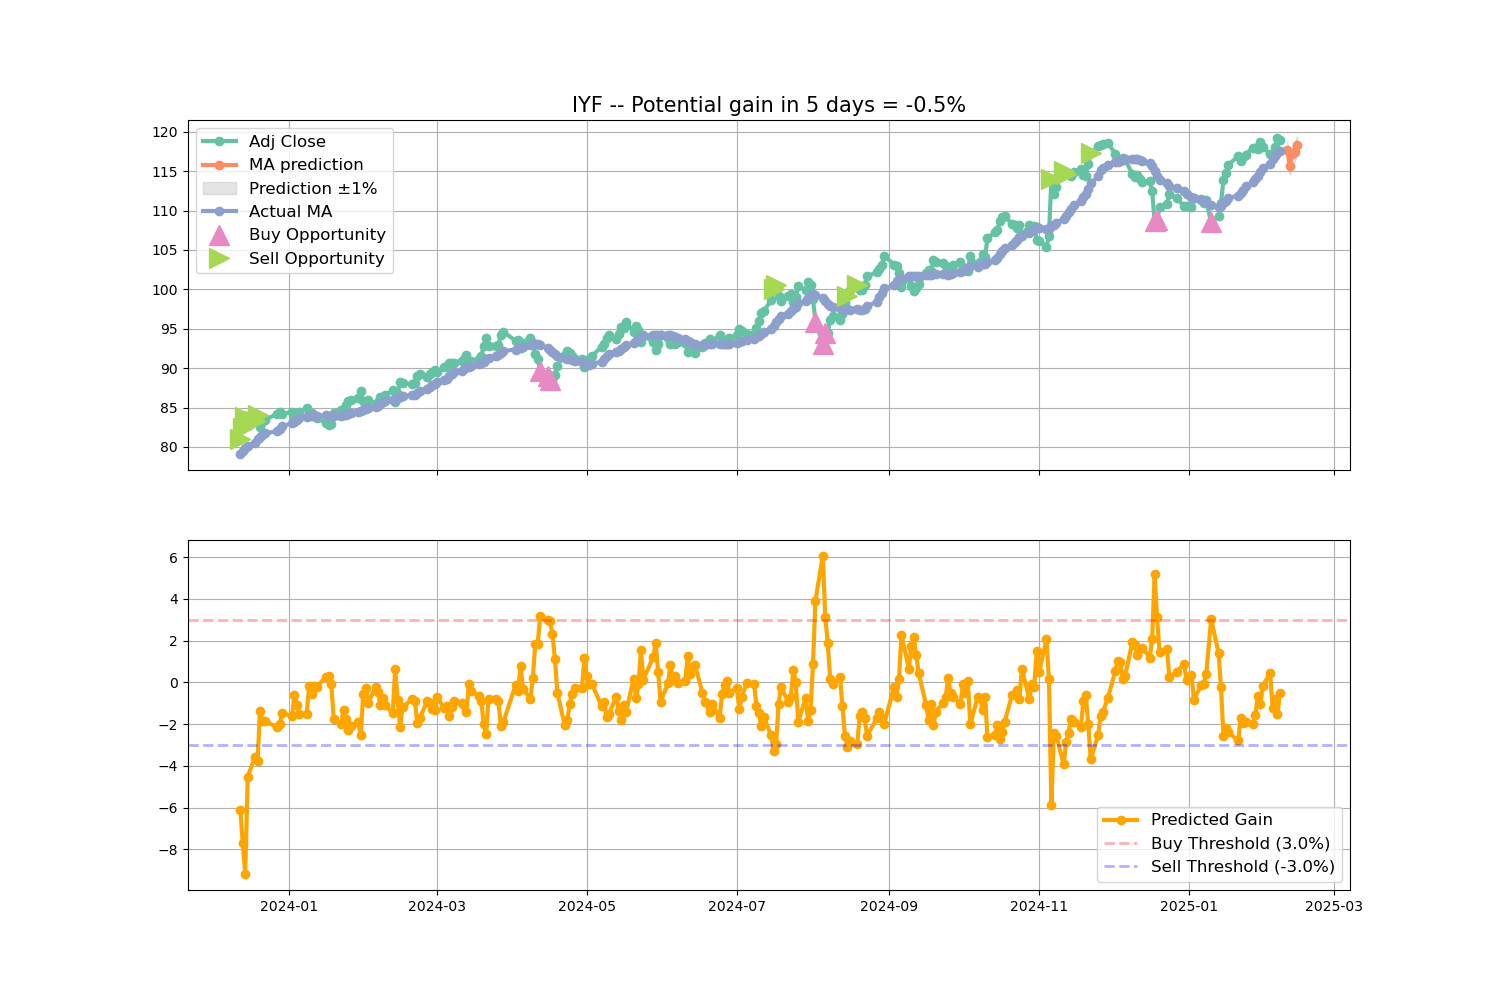 IYF -- Potential gain in 5 days = -0.5%
120
115
110
105
100
95
90
85
80
Adj Close
MA prediction
Prediction ±1%
Actual MA
Buy Opportunity
Sell Opportunity
6
4
2
0
−2
−4
−6
−8
Predicted Gain
Buy Threshold (3.0%)
Sell Threshold (-3.0%)
2024-01 2024-03 2024-05 2024-07 2024-09 2024-11 2025-01 2025-03